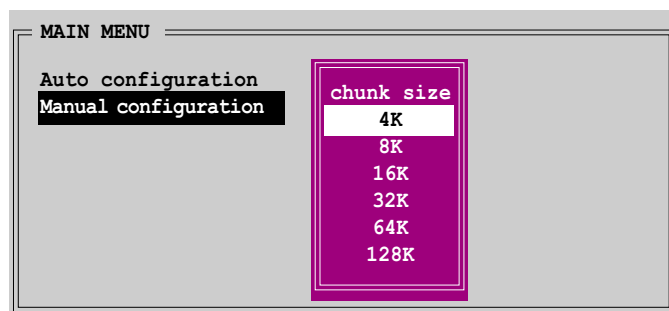 MAIN MENU
Auto configuration
Manual configuration
chunk size
4K
8K
16K
32K
64K
128K